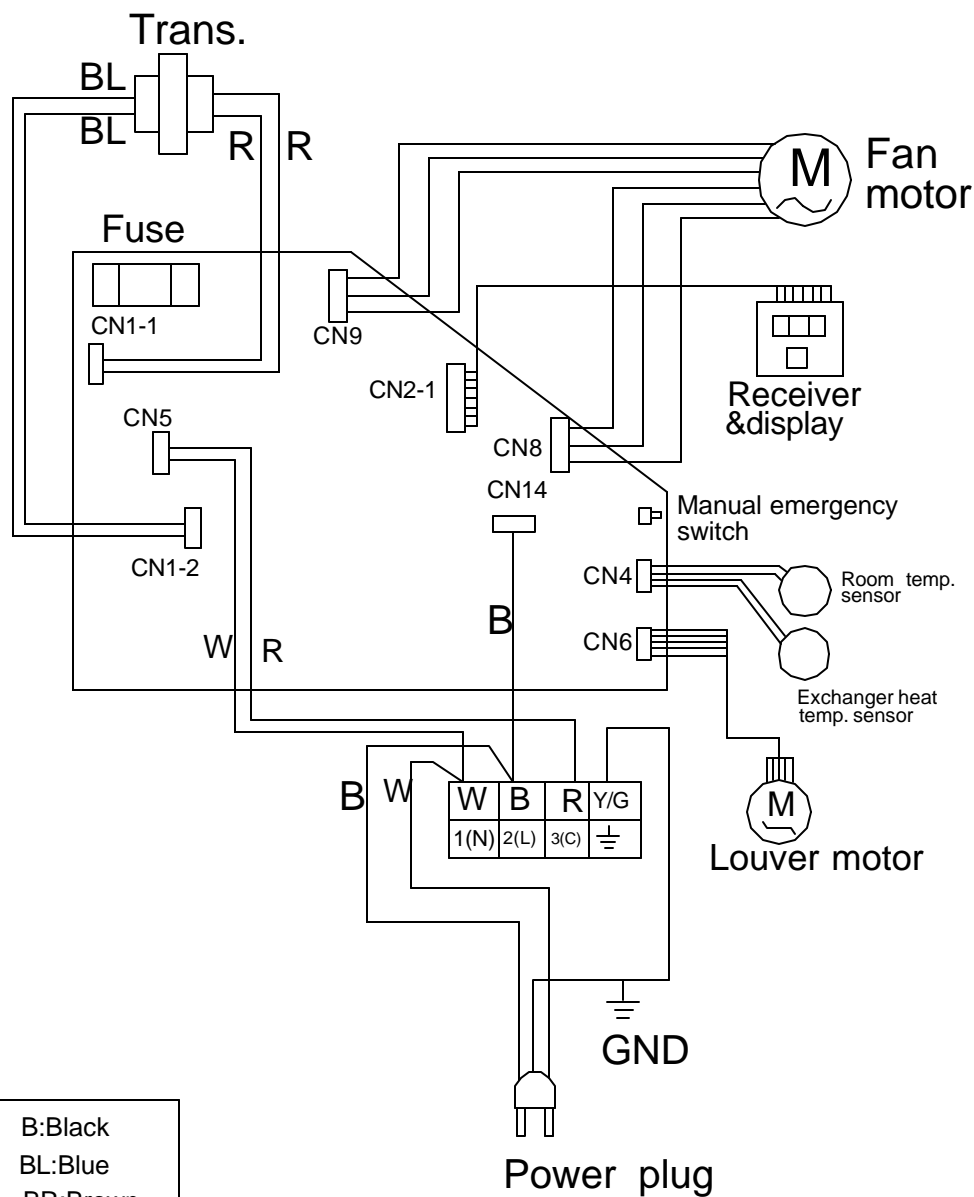 Trans.
BL
BL
R R
M
Fan
motor
Fuse
CN1-1
CN9
CN2-1
Receiver
&display
CN5
CN8
CN14
Manual emergency
switch
CN1-2
CN4
Room temp.
sensor
B
W R
CN6
Exchanger heat
temp. sensor
B W
W B R Y/G
1(N) 2(L) 3(C)
M
Louver motor
GND
Power plug
B:Black
BL:Blue
BR:Brown